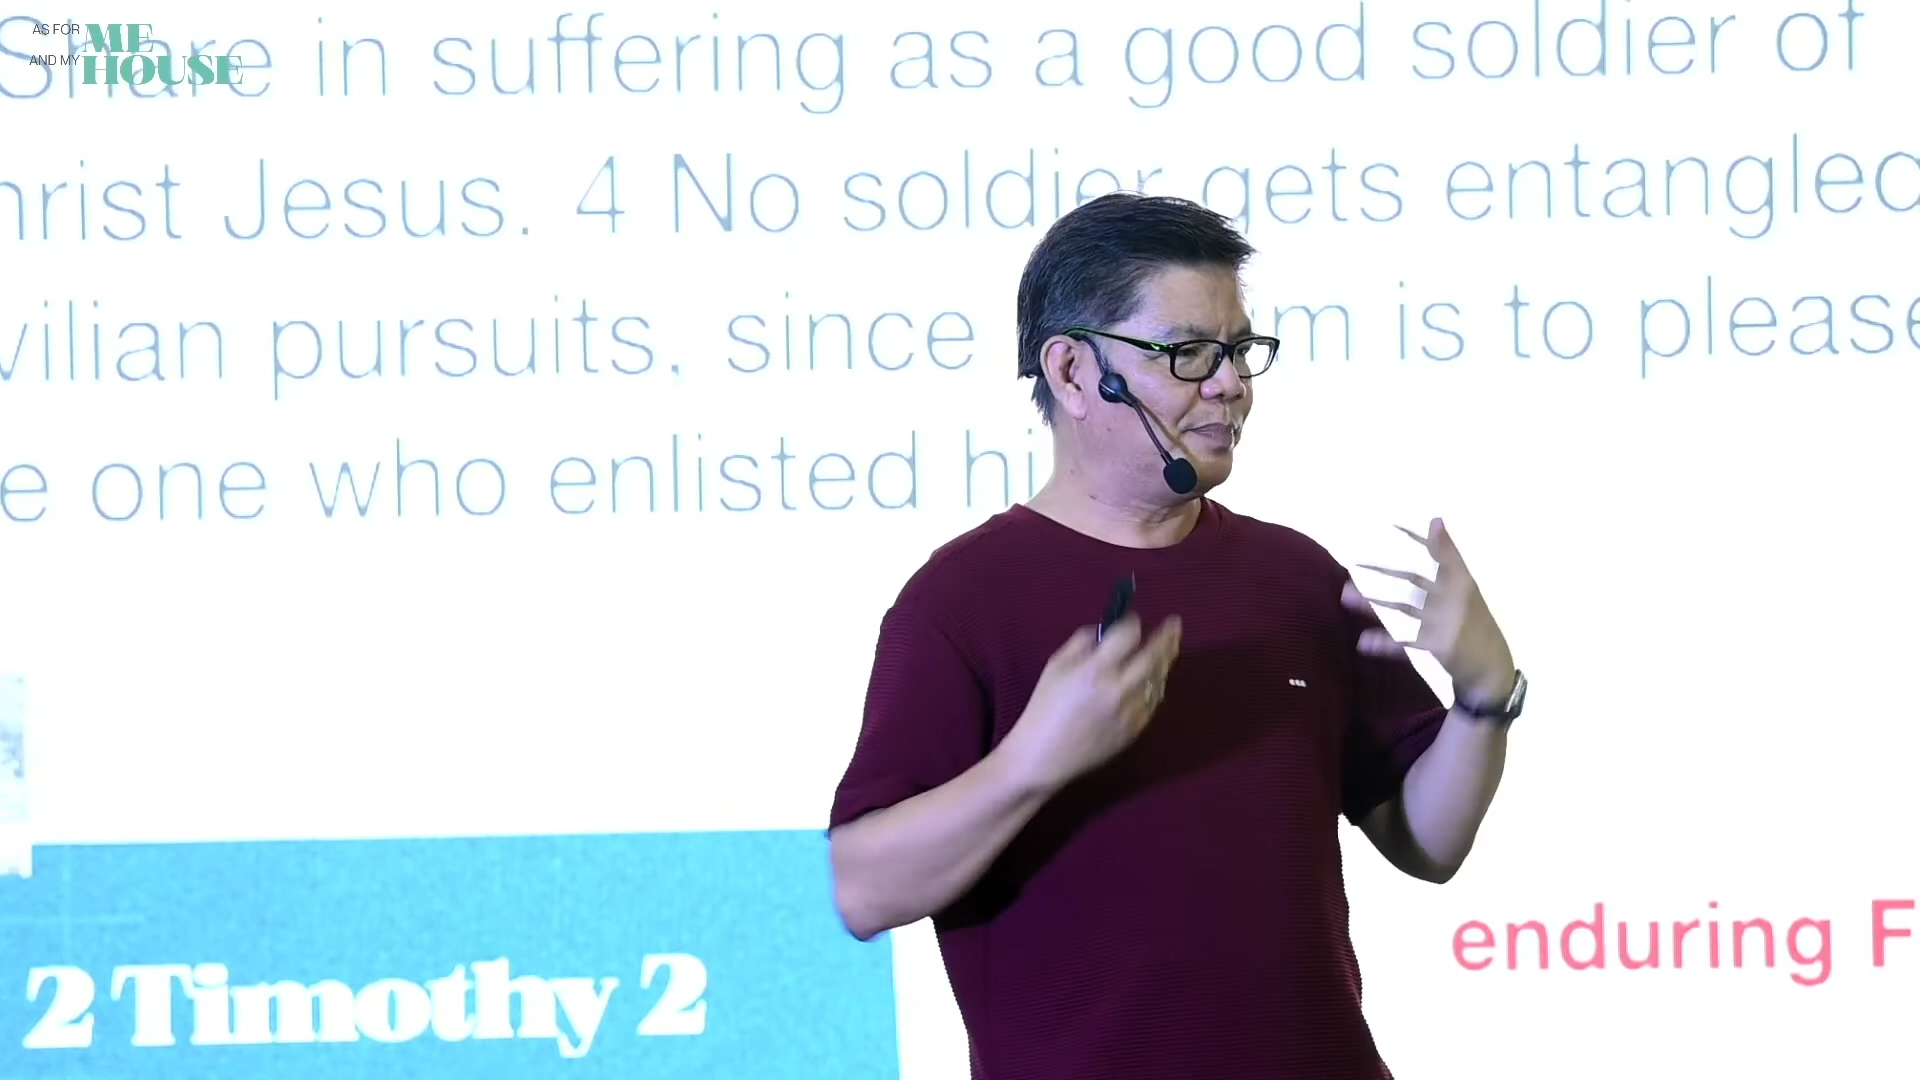 AS FOR ME
AND MY HOUSE
Share in suffering as a good soldier of
hrist Jesus. 4 No soldier gets entangled
vilian pursuits, since
m is to please
e one who enlisted hi
2 Timothy 2
enduring F